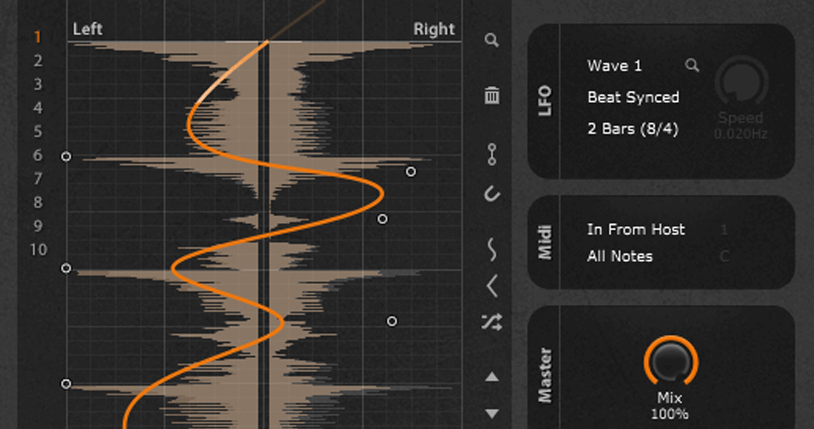 Left
Right
1
2
3
4
5
6
7
8
9
10
LFO
Wave 1
Beat Synced
2 Bars (8/4)
Speed
0.020Hz
Midi
In From Host
1
All Notes
C
Master
Mix
100%